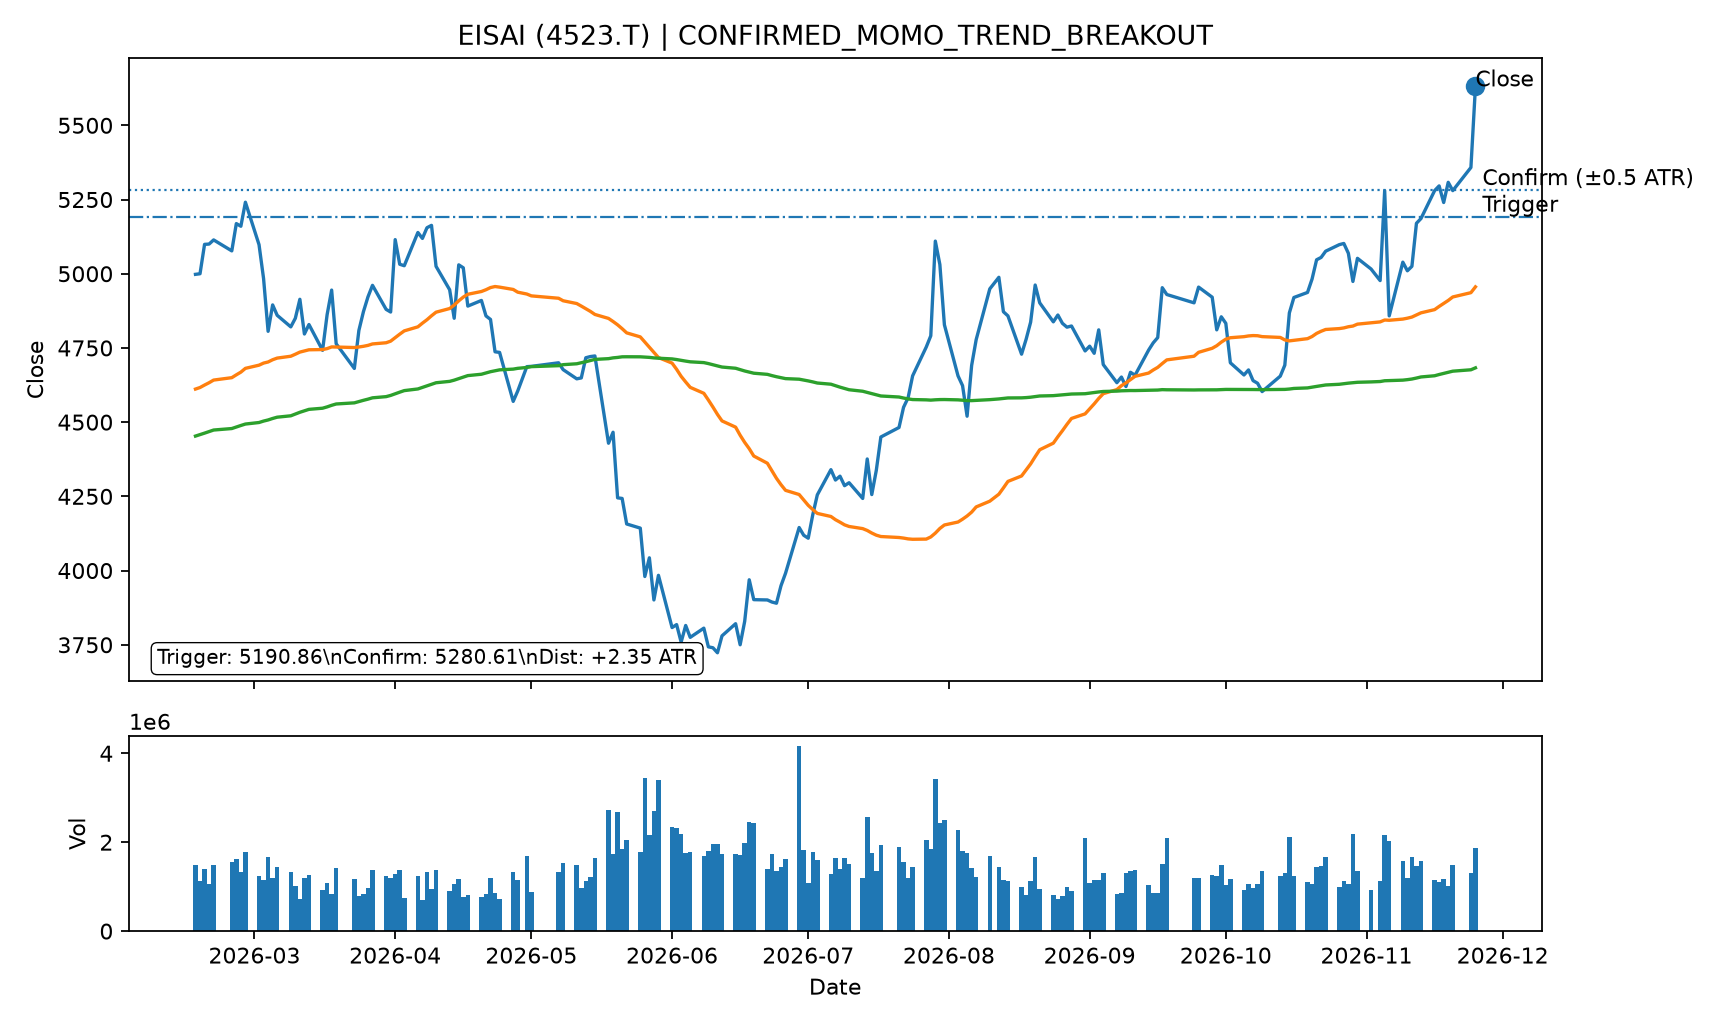 EISAI (4523.T) | CONFIRMED_MOMO_TREND_BREAKOUT
Close
5500
5250
5000
4750
4500
4250
4000
3750
Close
Confirm (±0.5 ATR)
Trigger
Trigger: 5190.86\nConfirm: 5280.61\nDist: +2.35 ATR
1e6
Vol
4
2
0
2026-03
2026-04
2026-05
2026-06
2026-07
2026-08
2026-09
2026-10
2026-11
2026-12
Date